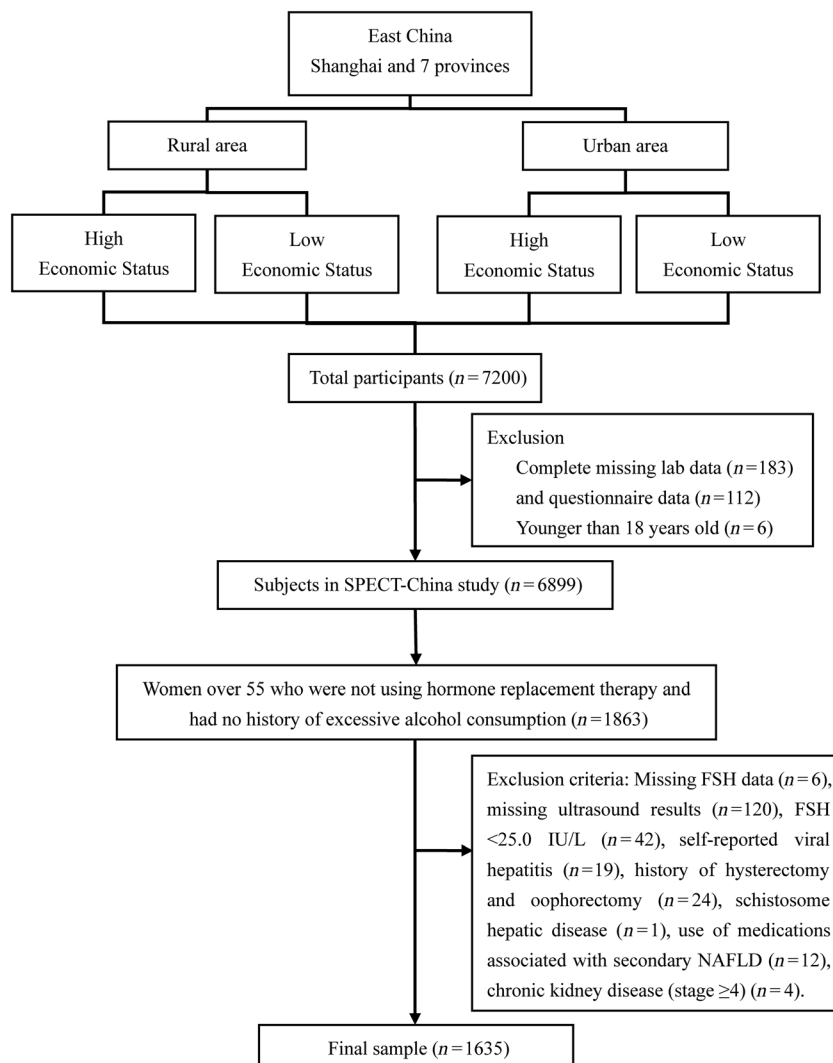 East China
Shanghai and 7 provinces
Rural area
Urban area
High
Economic Status
Low
Economic Status
High
Economic Status
Low
Economic Status
Total participants (n=7200)
Exclusion
Complete missing lab data (n=183)
and questionnaire data (n=112)
Younger than 18 years old (n=6)
Subjects in SPECT-China study (n=6899)
Women over 55 who were not using hormone replacement therapy and
had no history of excessive alcohol consumption (n=1863)
Exclusion criteria: Missing FSH data (n=6),
missing ultrasound results (n=120), FSH
<25.0 IU/L (n=42), self-reported viral
hepatitis (n=19), history of hysterectomy
and oophorectomy (n=24), schistosome
hepatic disease (n=1), use of medications
associated with secondary NAFLD (n=12),
chronic kidney disease (stage ≥4) (n=4).
Final sample (n=1635)